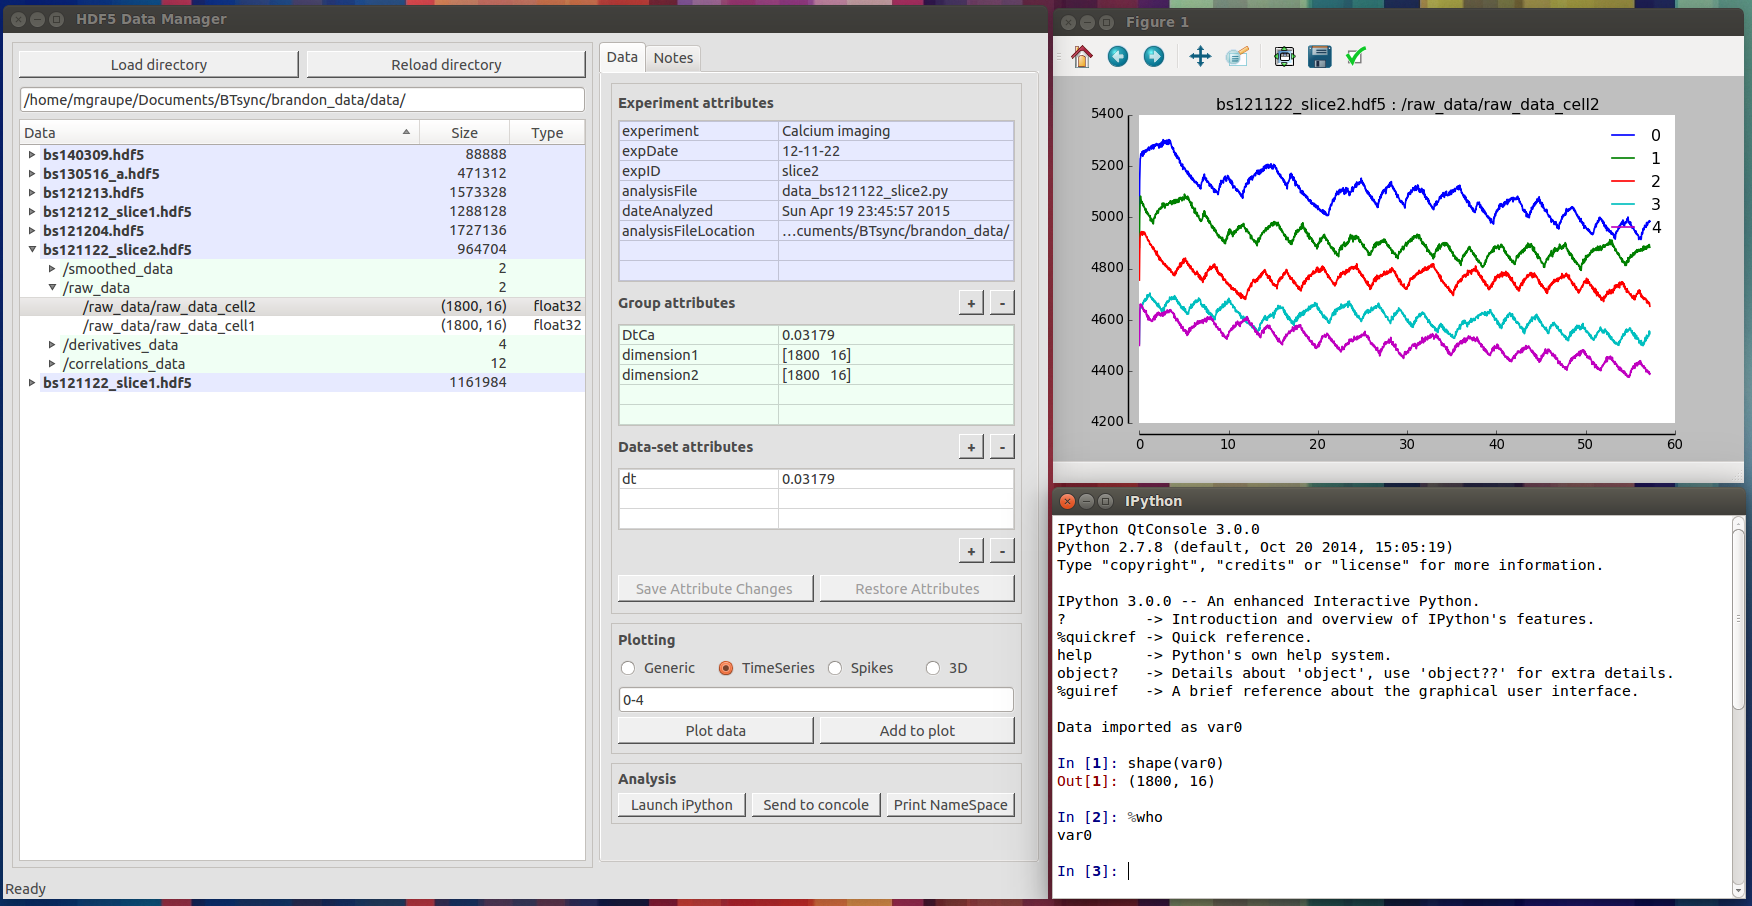 HDF5 Data Manager
Load directory
Reload directory
/home/mgraupe/Documents/BTsync/brandon_data/data/
Data Size Type
bs140309.hdf5 88888
bs130516_a.hdf5 471312
bs121213.hdf5 1573328
bs121212_slice1.hdf5 1288128
bs121204.hdf5 1727136
bs121122_slice2.hdf5 964704
/smoothed_data 2
/raw_data 2
/raw_data/raw_data_cell2 (1800, 16) float32
/raw_data/raw_data_cell1 (1800, 16) float32
/derivatives_data 4
/correlations_data 12
bs121122_slice1.hdf5 1161984
Ready
Data Notes
Experiment attributes
experiment Calcium imaging
expDate 12-11-22
expID slice2
analysisFile data_bs121122_slice2.py
dateAnalyzed Sun Apr 19 23:45:57 2015
analysisFileLocation ...cuments/BTsync/brandon_data/
Group attributes + -
DtCa 0.03179
dimension1 [1800 16]
dimension2 [1800 16]
Data-set attributes + -
dt 0.03179
+ -
Save Attribute Changes Restore Attributes
Plotting
Generic TimeSeries Spikes 3D
0-4
Plot data Add to plot
Analysis
Launch iPython Send to concole Print NameSpace
Figure 1
bs121122_slice2.hdf5 : /raw_data/raw_data_cell2
5400
5200
5000
4800
4600
4400
4200
0 10 20 30 40 50 60
0
1
2
3
4
IPython
IPython QtConsole 3.0.0
Python 2.7.8 (default, Oct 20 2014, 15:05:19)
Type "copyright", "credits" or "license" for more information.
IPython 3.0.0 -- An enhanced Interactive Python.
? -> Introduction and overview of IPython's features.
%quickref -> Quick reference.
help -> Python's own help system.
object? -> Details about 'object', use 'object??' for extra details.
%guiref -> A brief reference about the graphical user interface.
Data imported as var0
In [1]: shape(var0)
Out[1]: (1800, 16)
In [2]: %who
var0
In [3]: